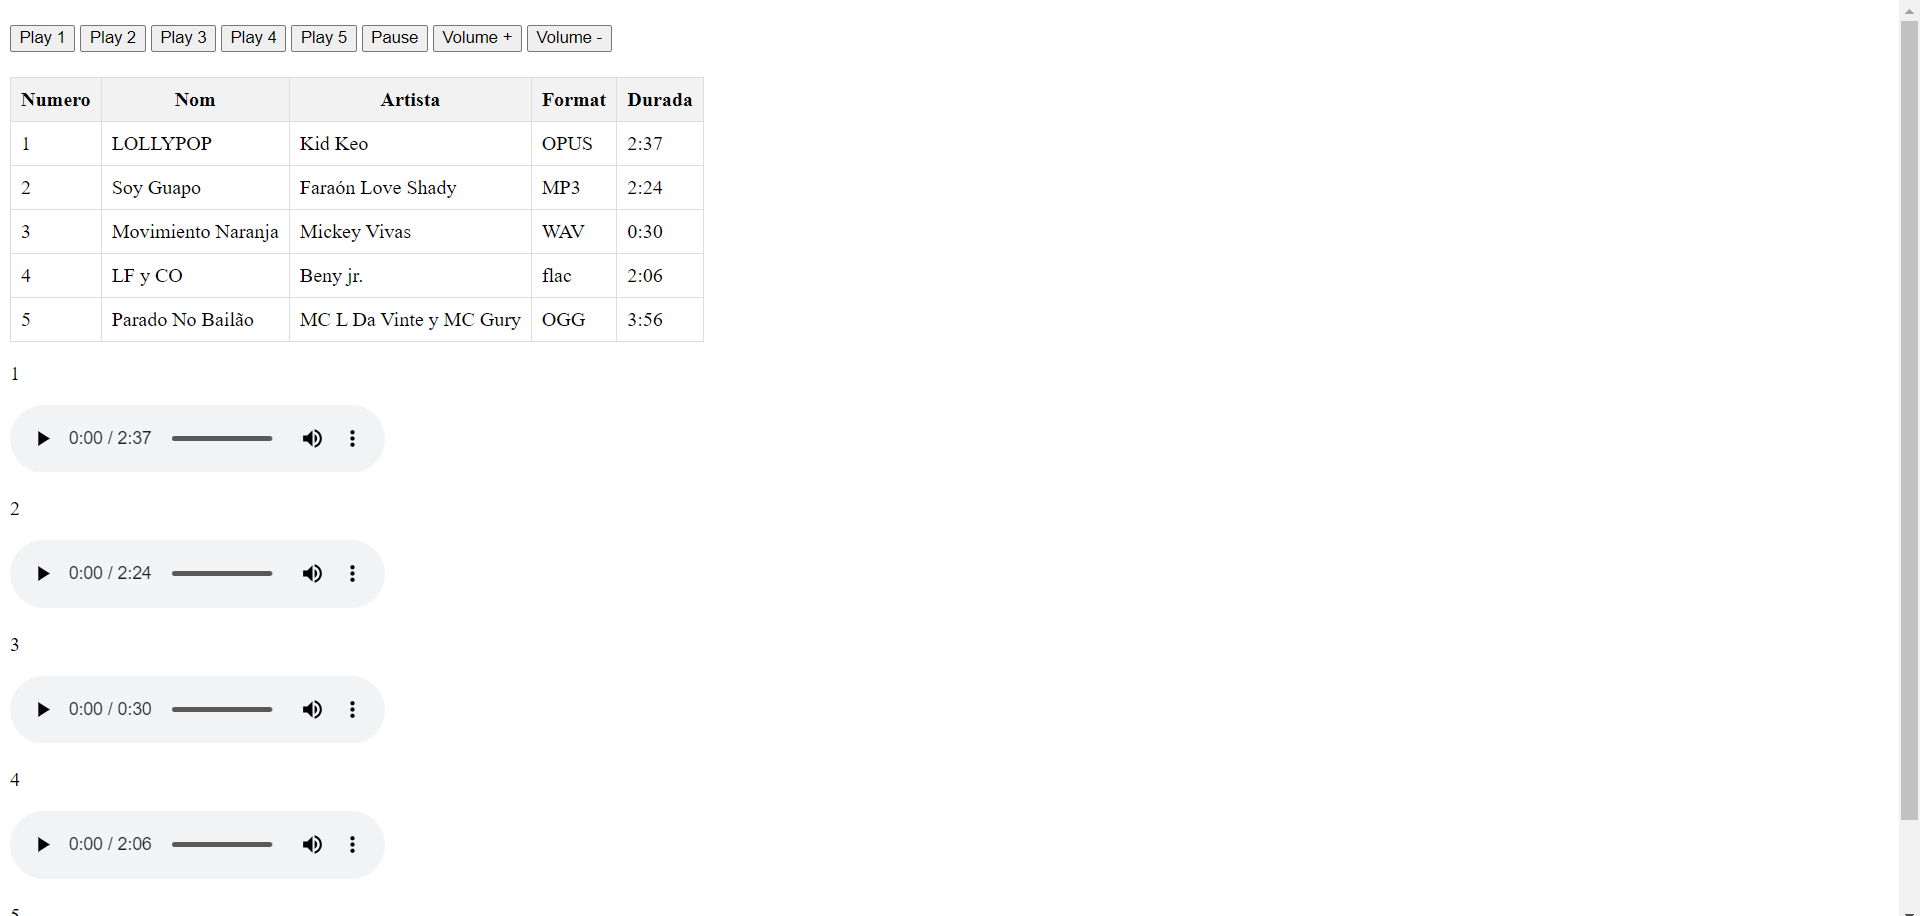 Play 1 Play 2 Play 3 Play 4 Play 5 Pause Volume + Volume -
Numero Nom Artista Format Durada
1 LOLLYPOP Kid Keo OPUS 2:37
2 Soy Guapo Faraón Love Shady MP3 2:24
3 Movimiento Naranja Mickey Vivas WAV 0:30
4 LF y CO Beny jr. flac 2:06
5 Parado No Bailão MC L Da Vinte y MC Gury OGG 3:56
1
0:00 / 2:37
2
0:00 / 2:24
3
0:00 / 0:30
4
0:00 / 2:06
5